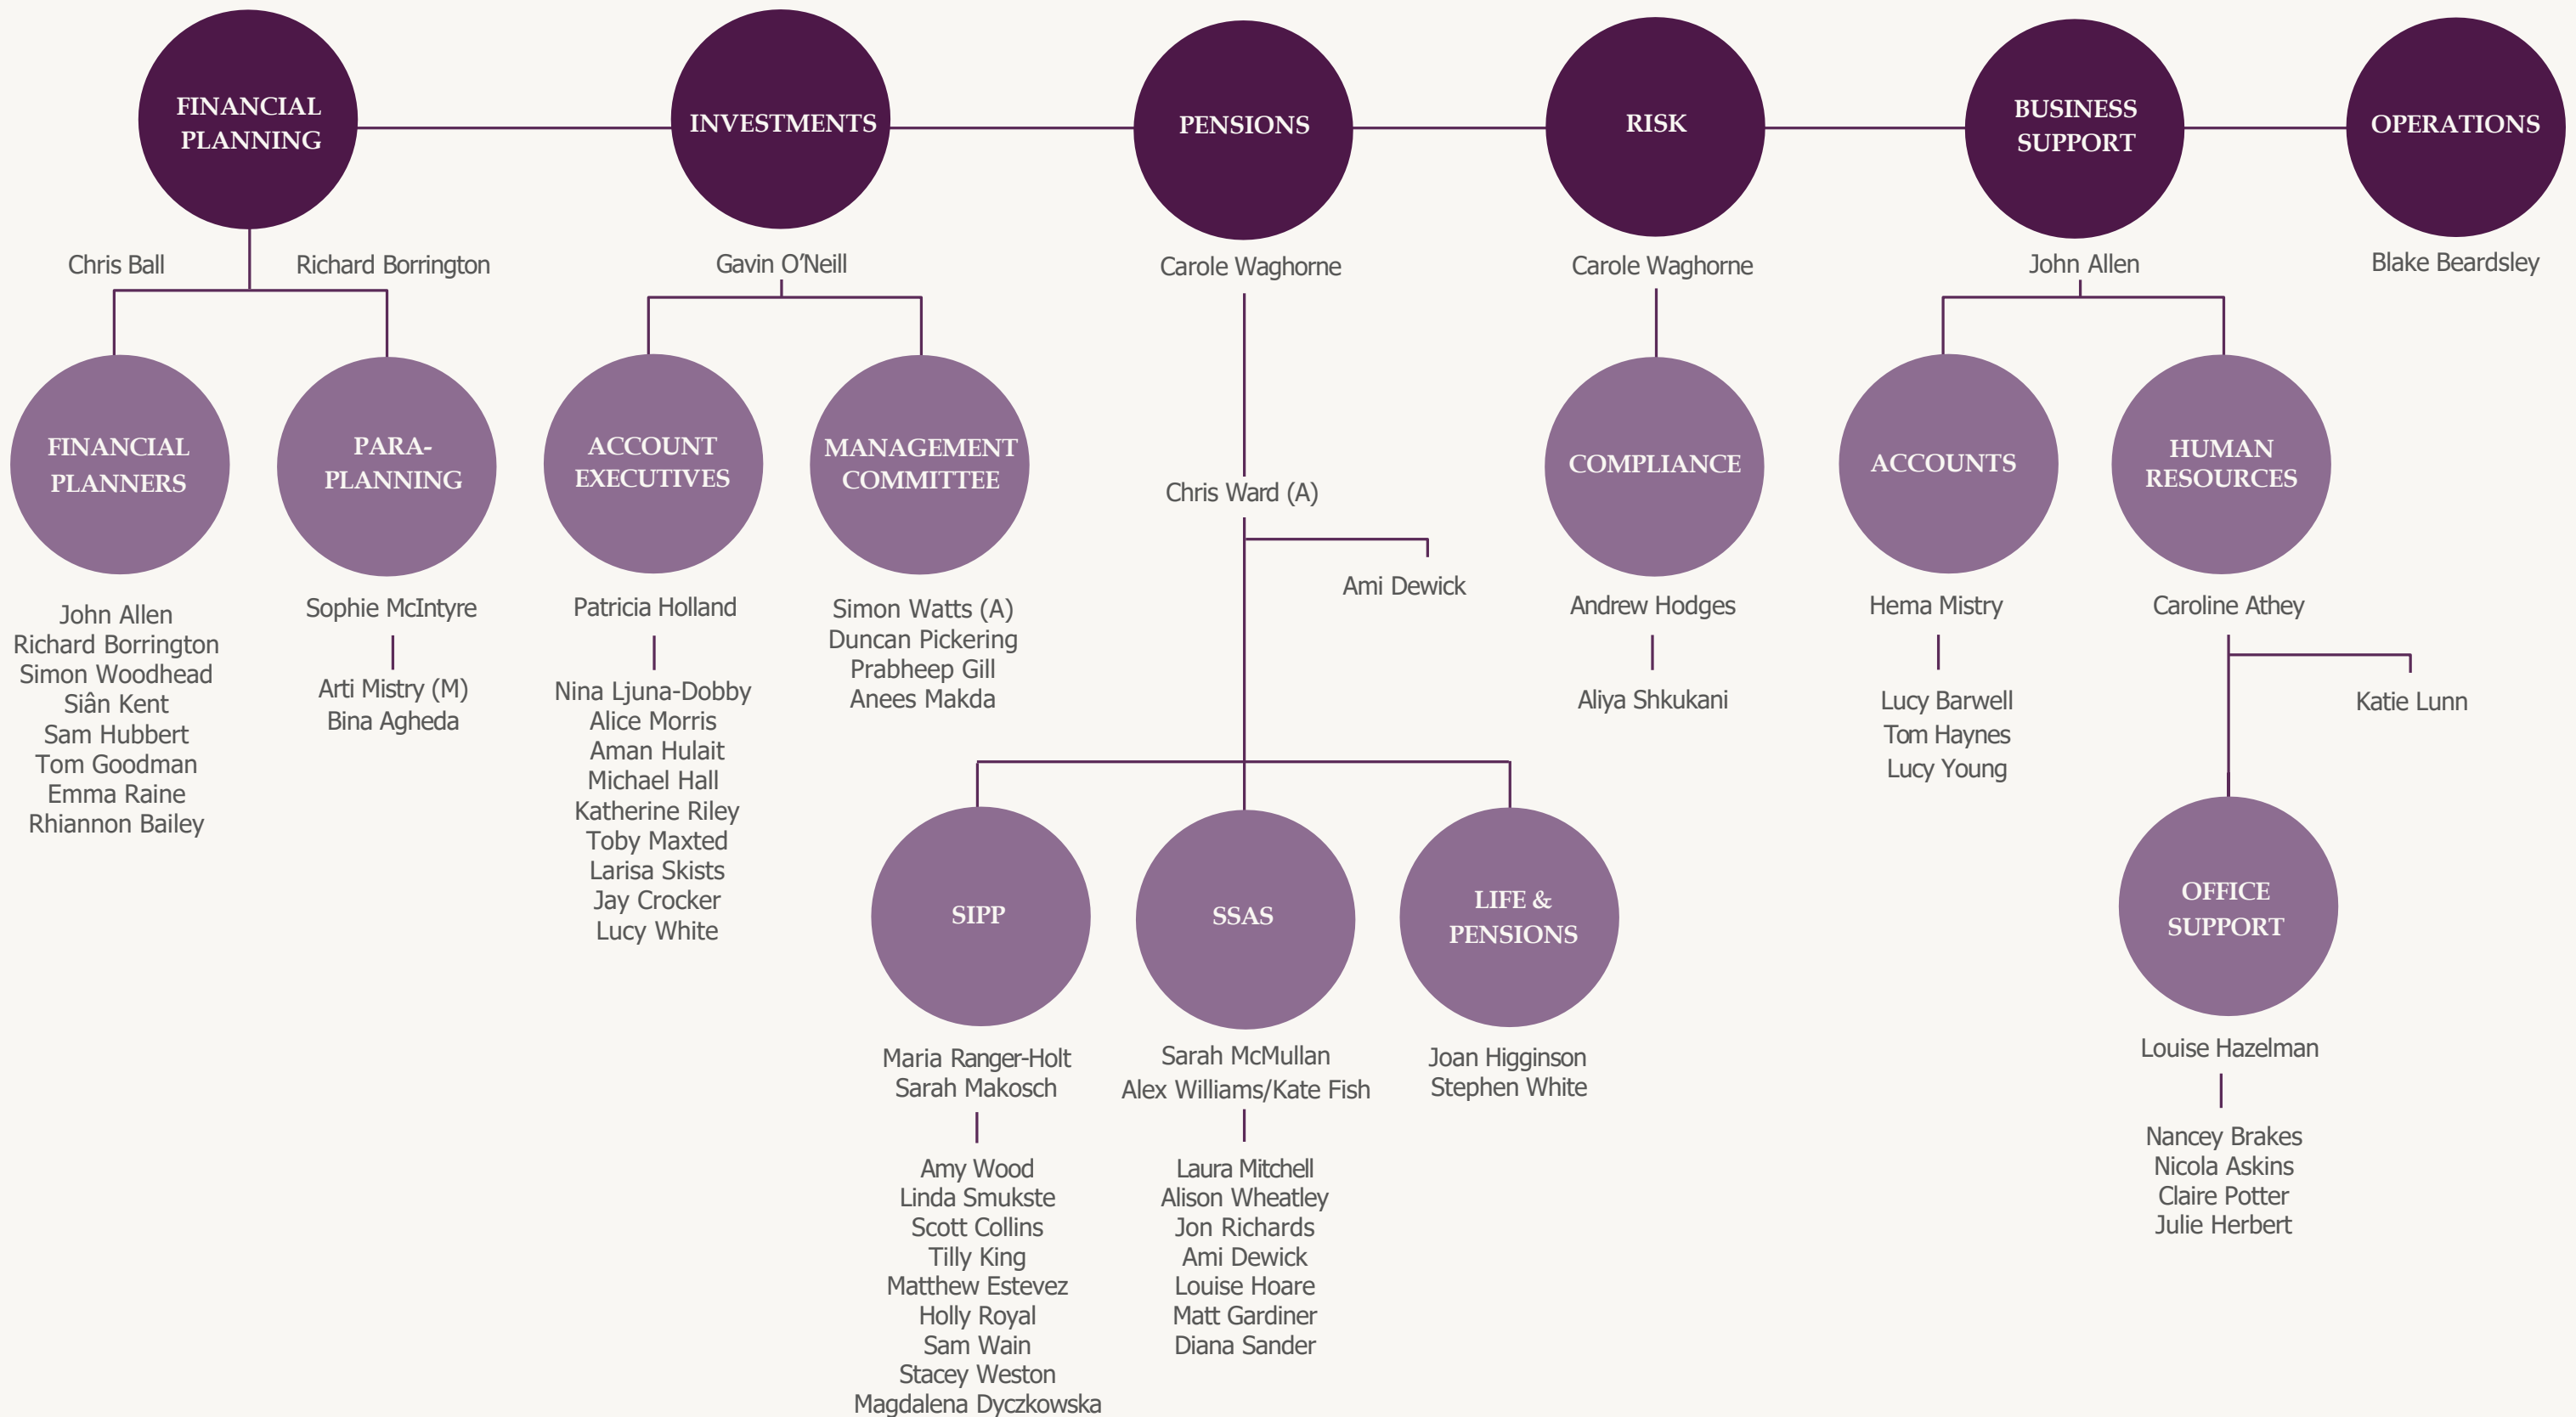 FINANCIAL
PLANNING
INVESTMENTS
PENSIONS
RISK
BUSINESS
SUPPORT
OPERATIONS
Chris Ball
Richard Borrington
Gavin O’Neill
Carole Waghorne
Carole Waghorne
John Allen
Blake Beardsley
FINANCIAL
PLANNERS
John Allen
Richard Borrington
Simon Woodhead
Siân Kent
Sam Hubbert
Tom Goodman
Emma Raine
Rhiannon Bailey
PARA-
PLANNING
Sophie McIntyre
Arti Mistry (M)
Bina Agheda
ACCOUNT
EXECUTIVES
Patricia Holland
Nina Ljuna-Dobby
Alice Morris
Aman Hulait
Michael Hall
Katherine Riley
Toby Maxted
Larisa Skists
Jay Crocker
Lucy White
MANAGEMENT
COMMITTEE
Simon Watts (A)
Duncan Pickering
Prabheep Gill
Anees Makda
Chris Ward (A)
Ami Dewick
SIPP
Maria Ranger-Holt
Sarah Makosch
Amy Wood
Linda Smukste
Scott Collins
Tilly King
Matthew Estevez
Holly Royal
Sam Wain
Stacey Weston
Magdalena Dyczkowska
SSAS
Sarah McMullan
Alex Williams/Kate Fish
Laura Mitchell
Alison Wheatley
Jon Richards
Ami Dewick
Louise Hoare
Matt Gardiner
Diana Sander
LIFE &
PENSIONS
Joan Higginson
Stephen White
COMPLIANCE
Andrew Hodges
Aliya Shkukani
ACCOUNTS
Hema Mistry
Lucy Barwell
Tom Haynes
Lucy Young
HUMAN
RESOURCES
Caroline Athey
Katie Lunn
OFFICE
SUPPORT
Louise Hazelman
Nancey Brakes
Nicola Askins
Claire Potter
Julie Herbert